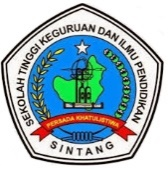 SEKOLAH TINGGI KEGURUAN DAN ILMU PENDIDIKAN
PERSADA KHATULISTIWA
SINTANG